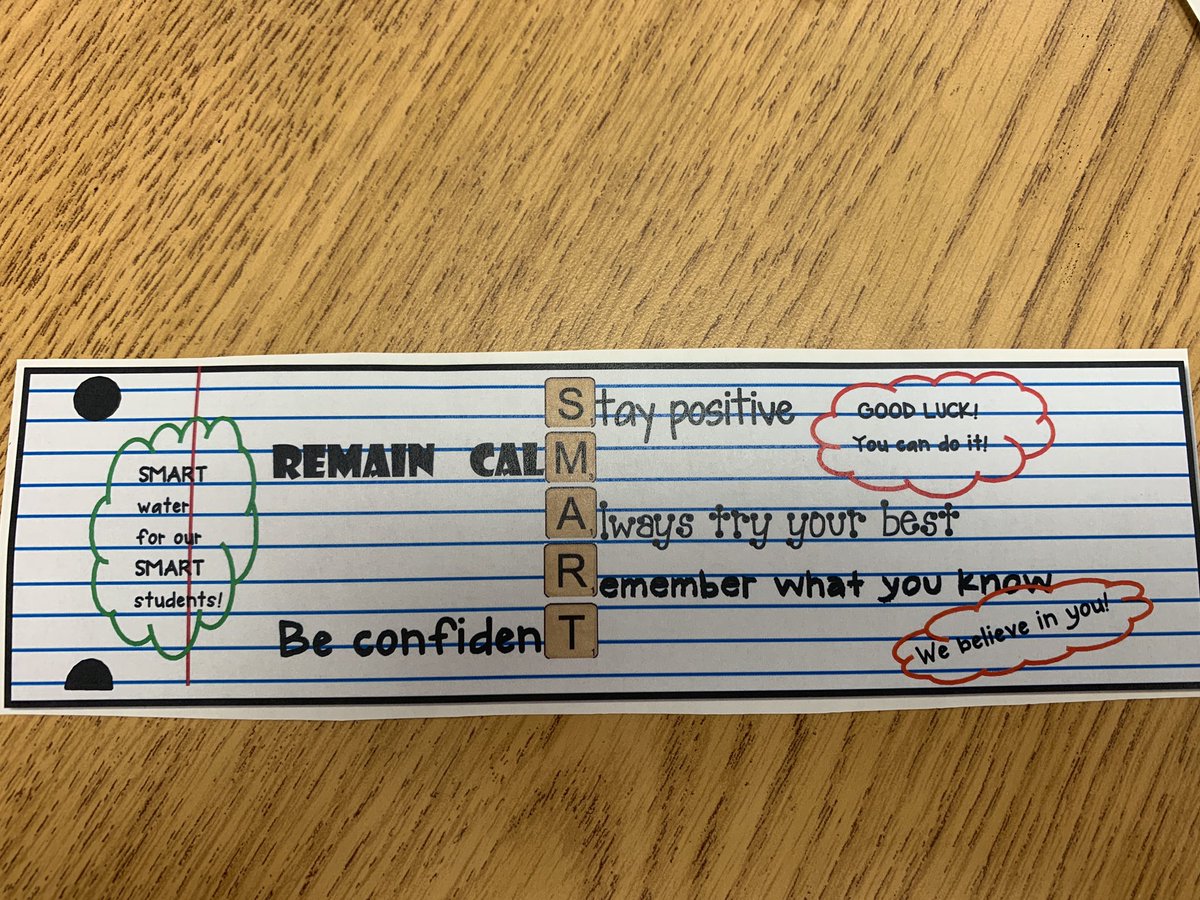 SMART
water
for our
SMART
students!
Stay positive
REMAIN CALM
Always try your best
Remember what you know
Be confidenT
GOOD LUCK!
You can do it!
We believe in you!